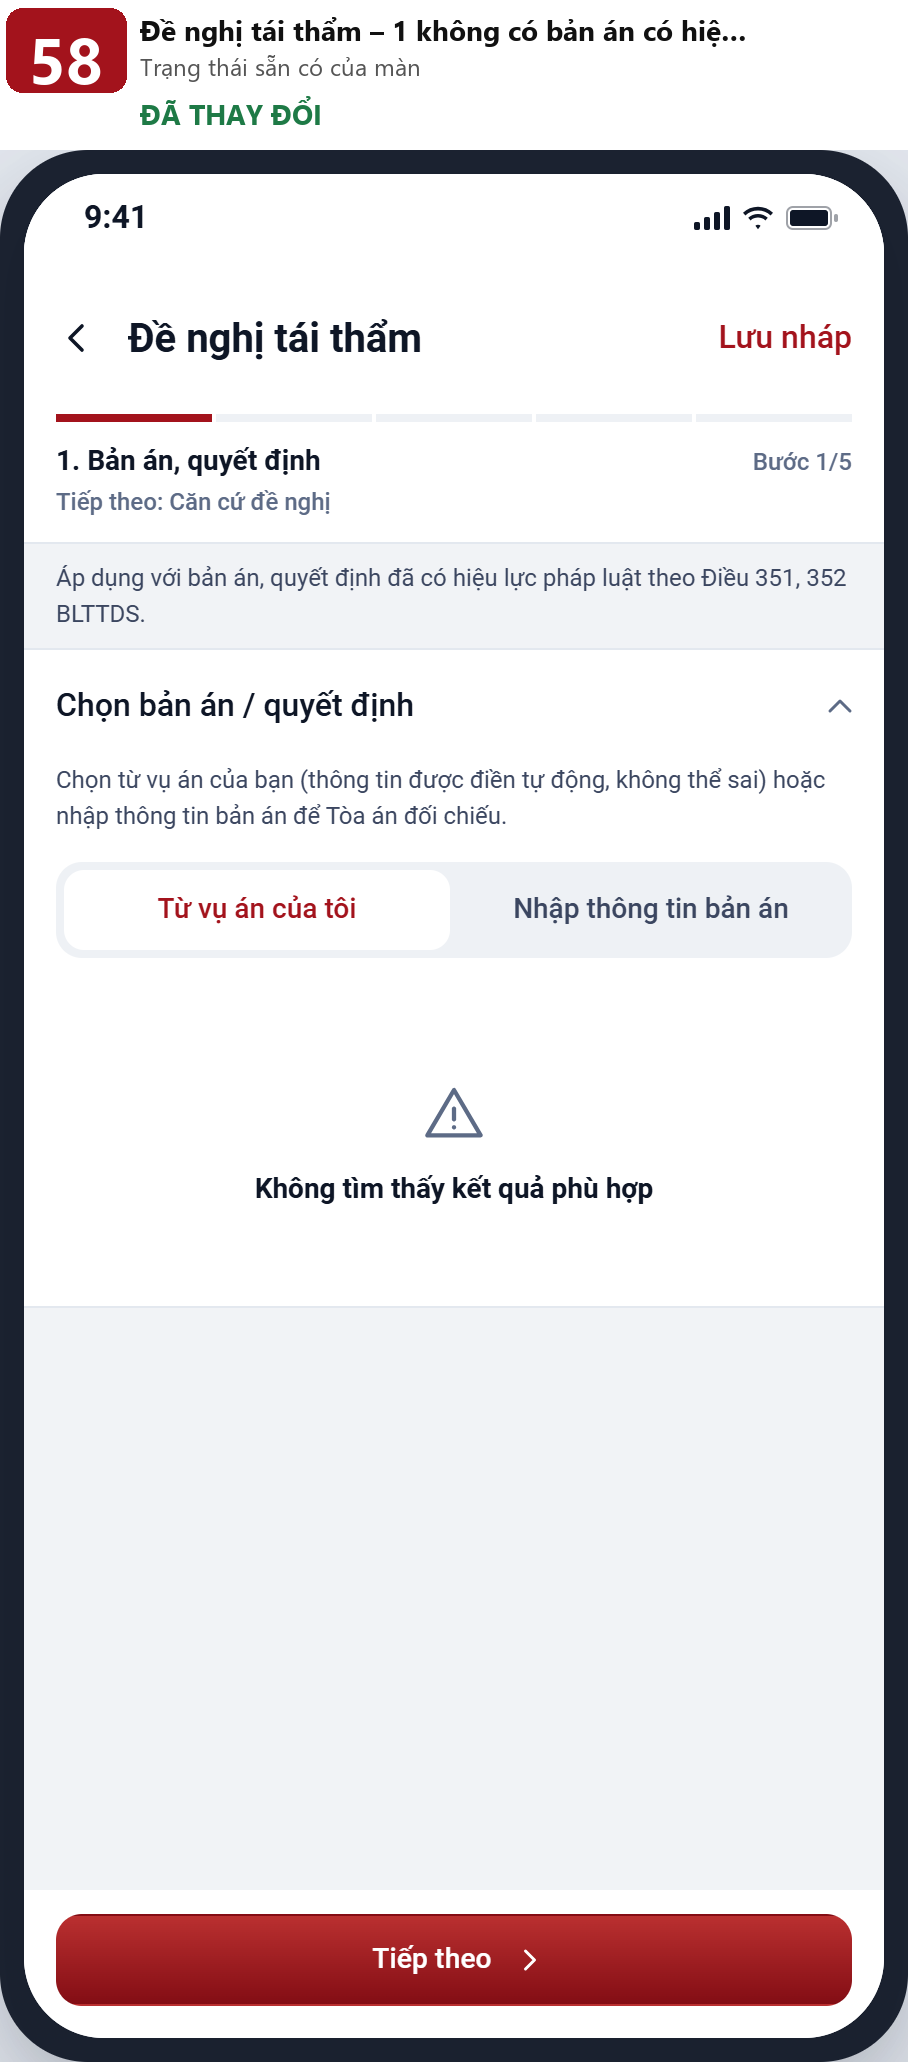 58
Đề nghị tái thẩm – 1 không có bản án có hiệ...
Trạng thái sẵn có của màn
ĐÃ THAY ĐỔI
9:41
Đề nghị tái thẩm
Lưu nháp
1. Bản án, quyết định
Bước 1/5
Tiếp theo: Căn cứ đề nghị
Áp dụng với bản án, quyết định đã có hiệu lực pháp luật theo Điều 351, 352
BLTTDS.
Chọn bản án / quyết định
Chọn từ vụ án của bạn (thông tin được điền tự động, không thể sai) hoặc
nhập thông tin bản án để Tòa án đối chiếu.
Từ vụ án của tôi
Nhập thông tin bản án
Không tìm thấy kết quả phù hợp
Tiếp theo